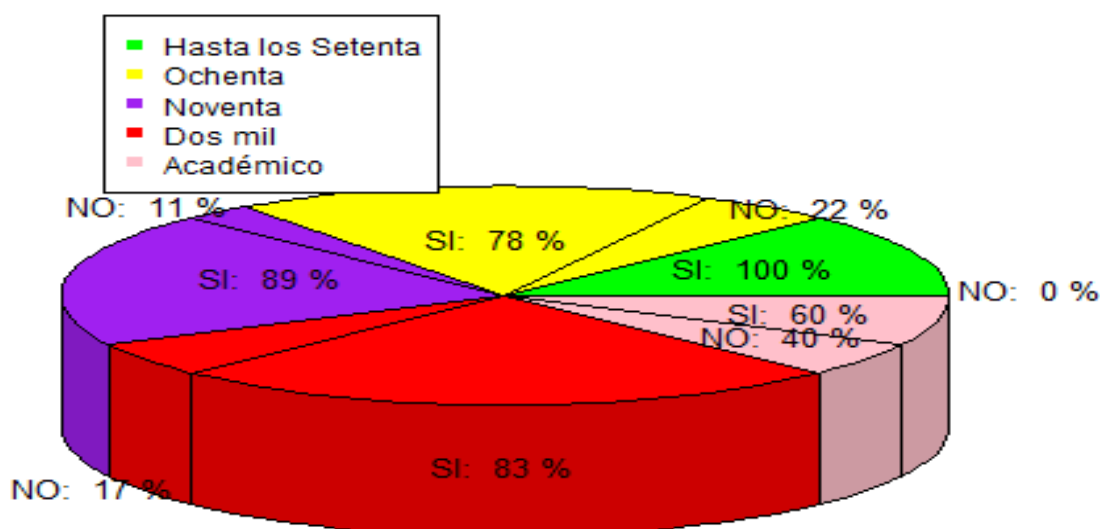 Hasta los Setenta
Ochenta
Noventa
Dos mil
Académico
NO: 11 %
NO: 22 %
SI: 78 %
SI: 89 %
SI: 100 %
NO: 0 %
SI: 60 %
NO: 40 %
SI: 83 %
NO: 17 %